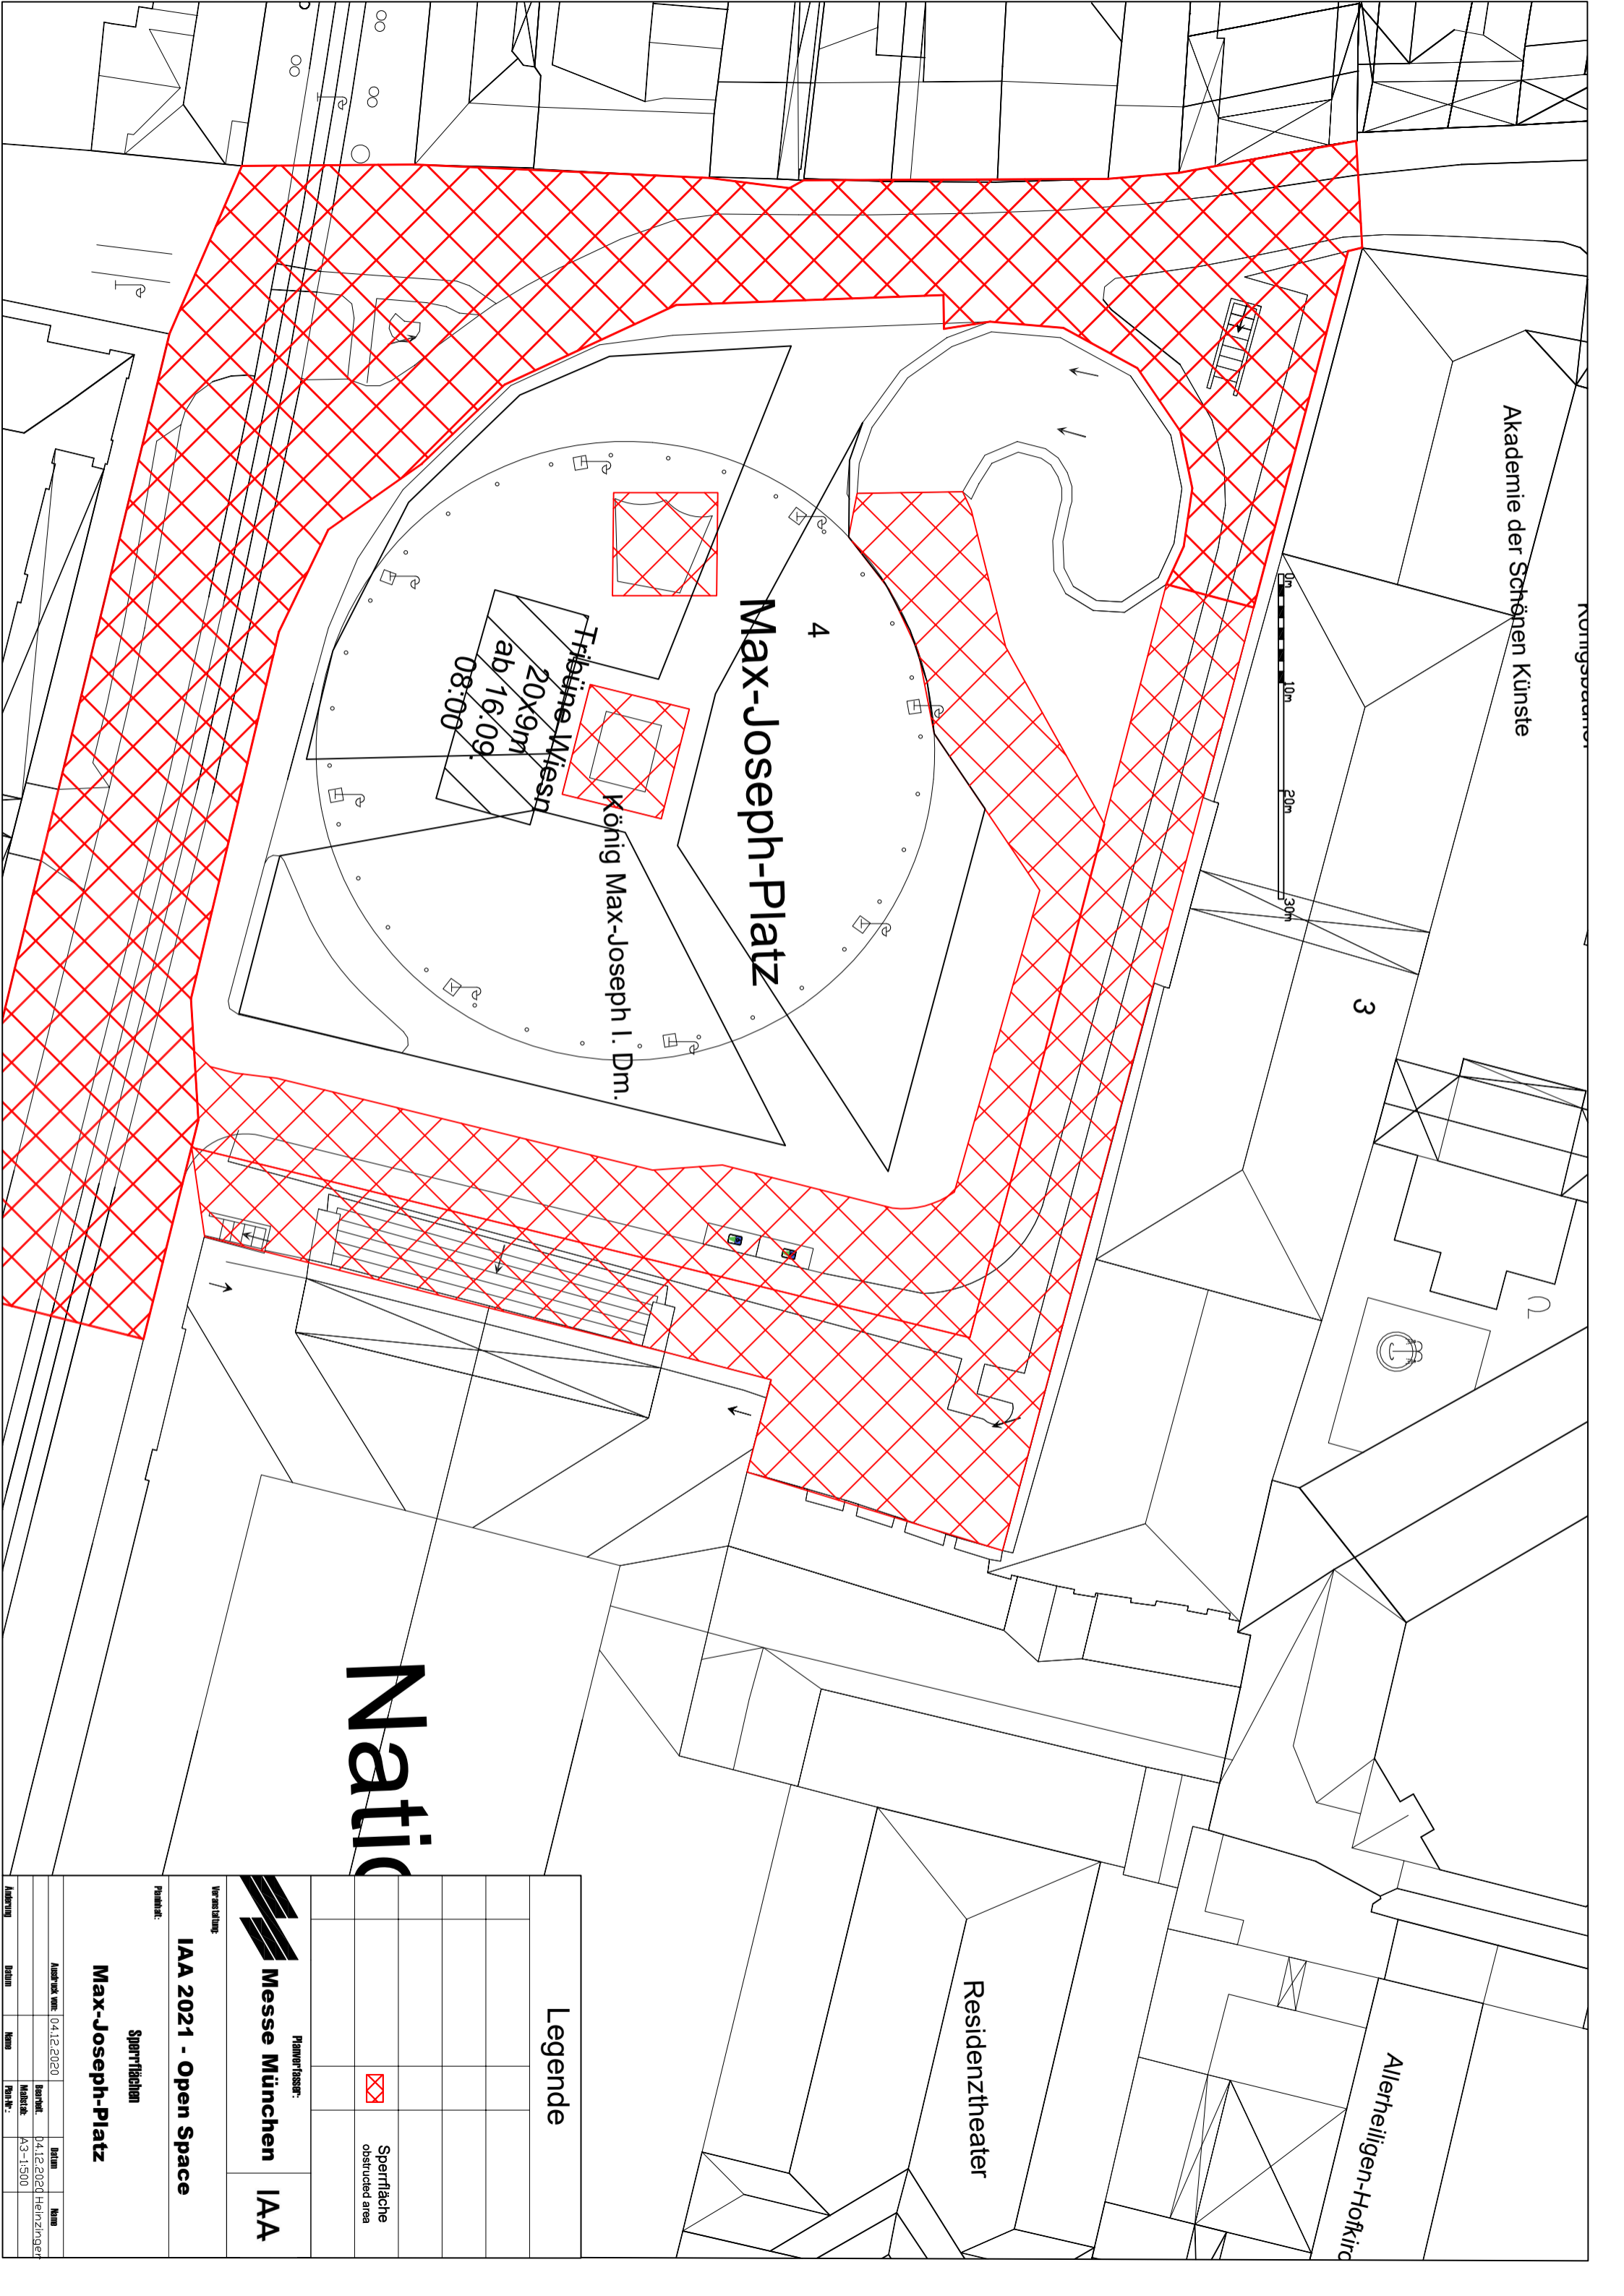 Akademie der Schönen Künste
0m
10m
20m
30m
3
4
Max-Joseph-Platz
Tribüne Wiesn
20x9m
ab 16.09.
08:00
König Max-Joseph I. Dm.
Natio
Residenztheater
Allerheiligen-Hofkirc
Legende
Sperrfläche
obstructed area
Planverfasser:
Messe München
IAA
Veranstaltung:
IAA 2021 - Open Space
Planinhalt:
Sperrflächen
Max-Joseph-Platz
Ausdruck vom: 04.12.2020
Datum
Name
Bearbeit. 04.12.2020 Heinzinger
Maßstab: A3-1:500
Änderung
Datum
Name
Plan-Nr.: